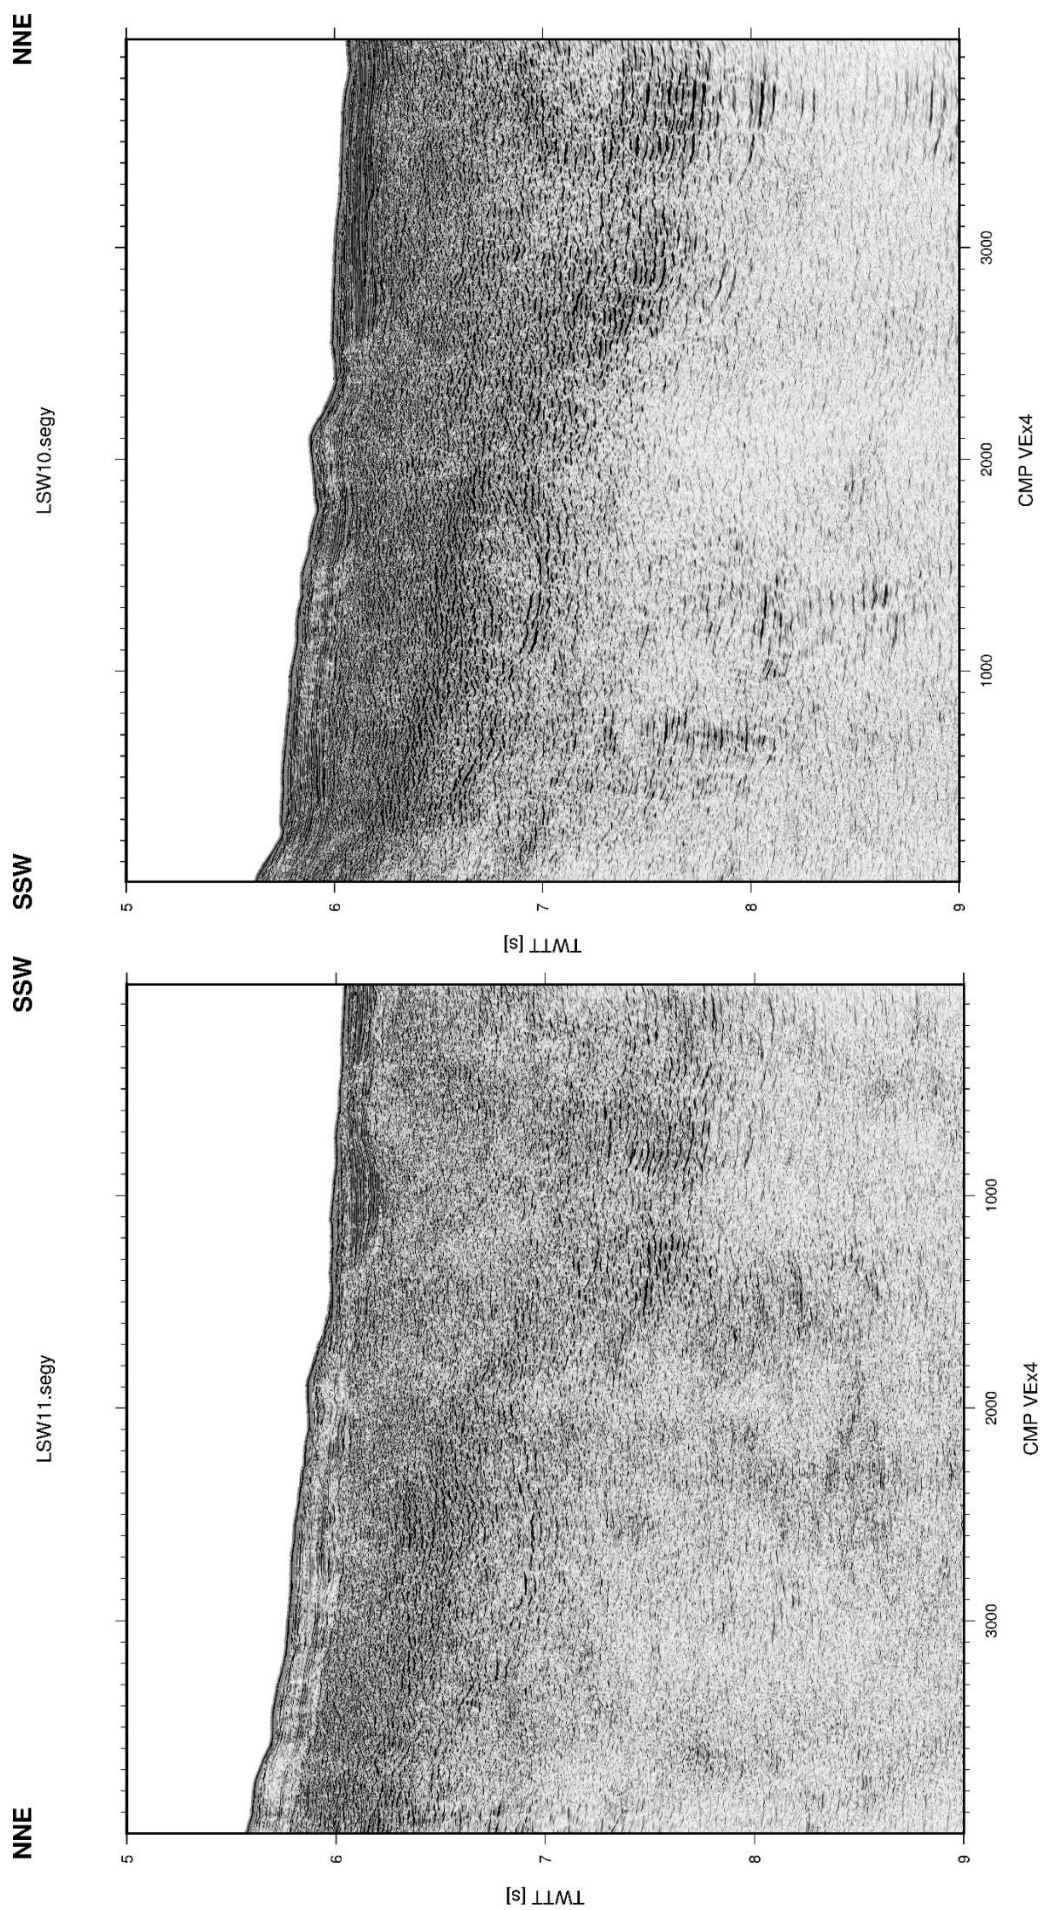 NNE
SSW
LSW11.segy
5
6
7
8
9
TWTT [s]
3000
2000
1000
CMP VEx4
SSW
NNE
LSW10.segy
5
6
7
8
9
TWTT [s]
1000
2000
3000
CMP VEx4